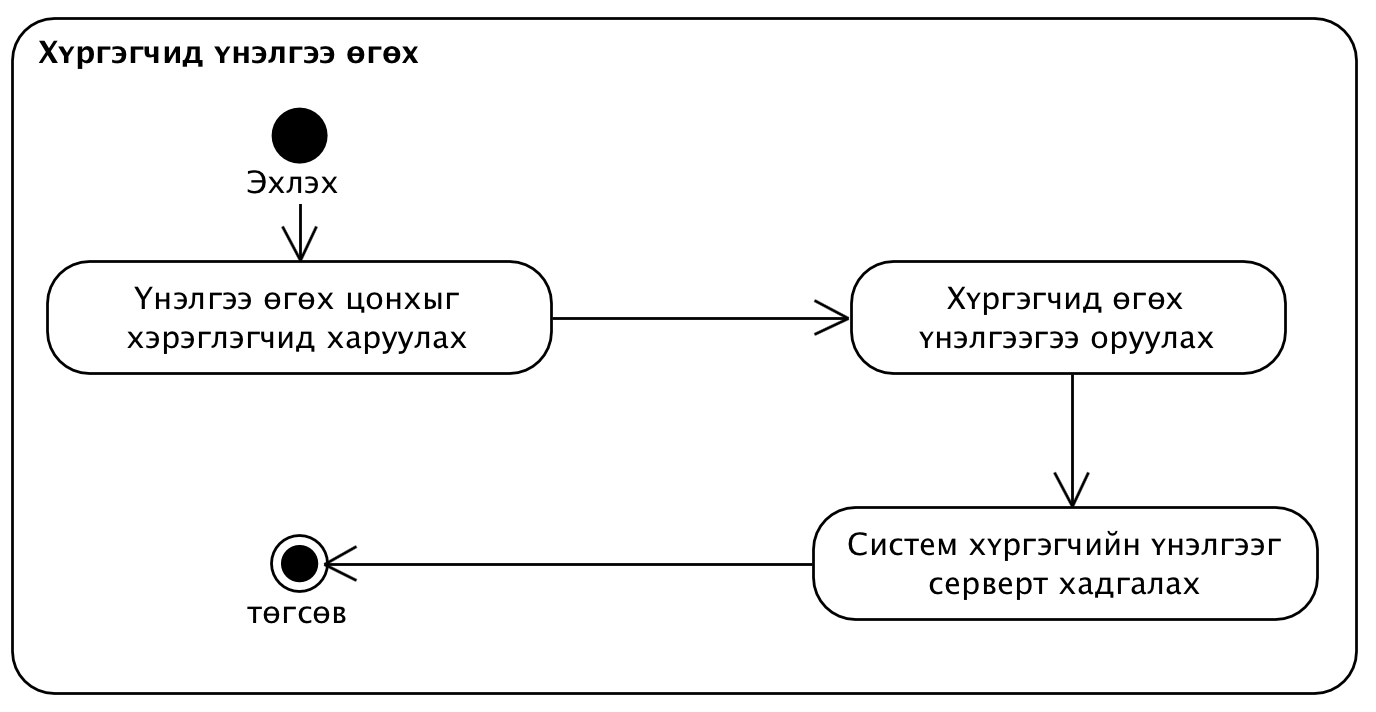 Хүргэгчид үнэлгээ өгөх
Эхлэх
Үнэлгээ өгөх цонхыг
хэрэглэгчид харуулах
Хүргэгчид өгөх
үнэлгээгээ оруулах
Систем хүргэгчийн үнэлгээг
серверт хадгалах
төгсөв